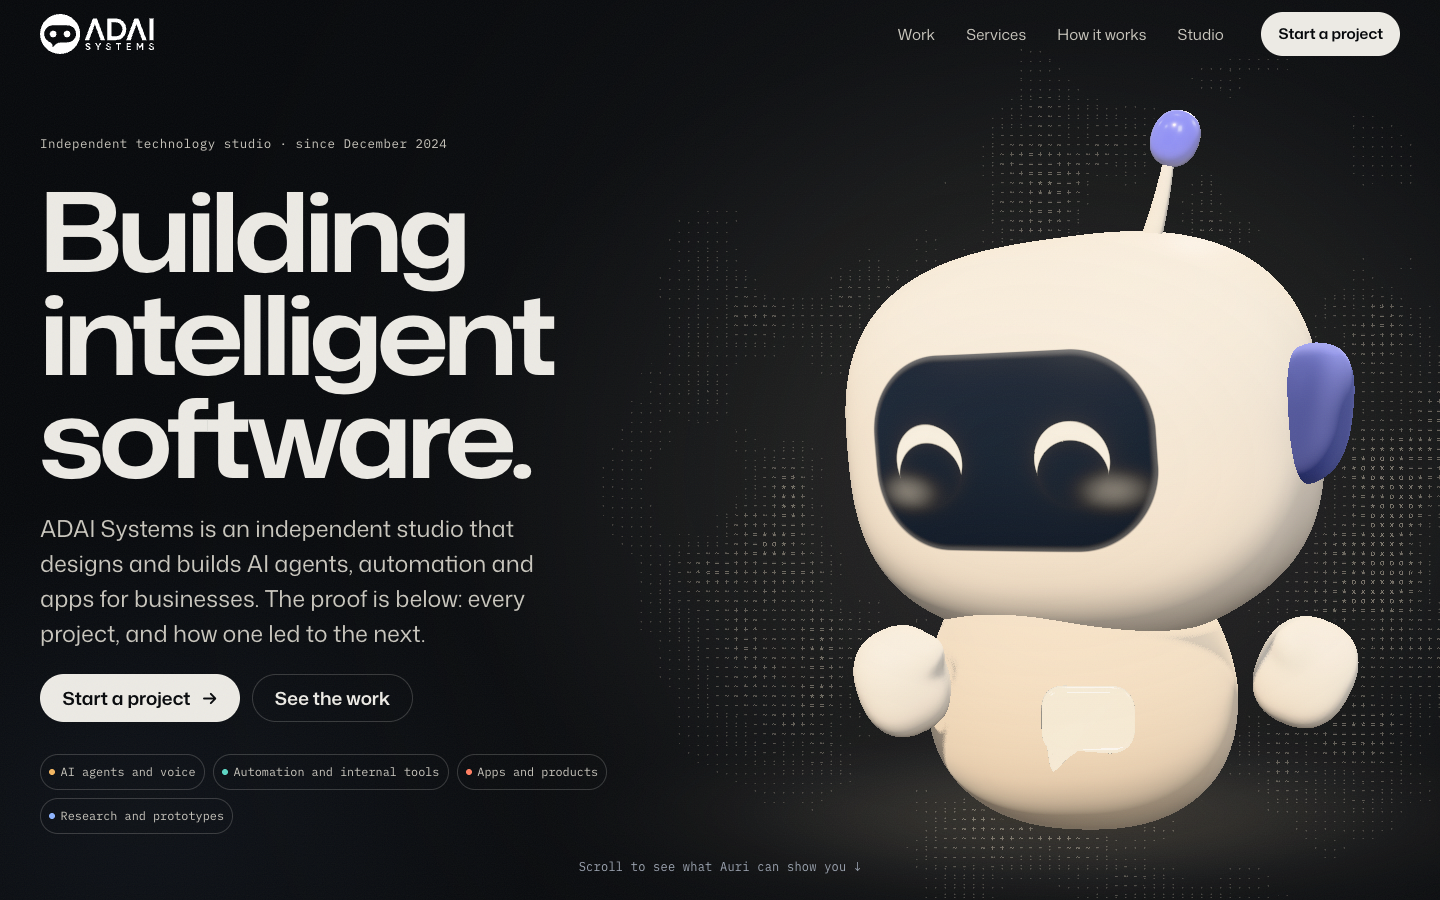 ADAI
SYSTEMS
Work
Services
How it works
Studio
Start a project
Independent technology studio · since December 2024
Building
intelligent
software.
ADAI Systems is an independent studio that
designs and builds AI agents, automation and
apps for businesses. The proof is below: every
project, and how one led to the next.
Start a project →
See the work
AI agents and voice
Automation and internal tools
Apps and products
Research and prototypes
Scroll to see what Auri can show you ↓